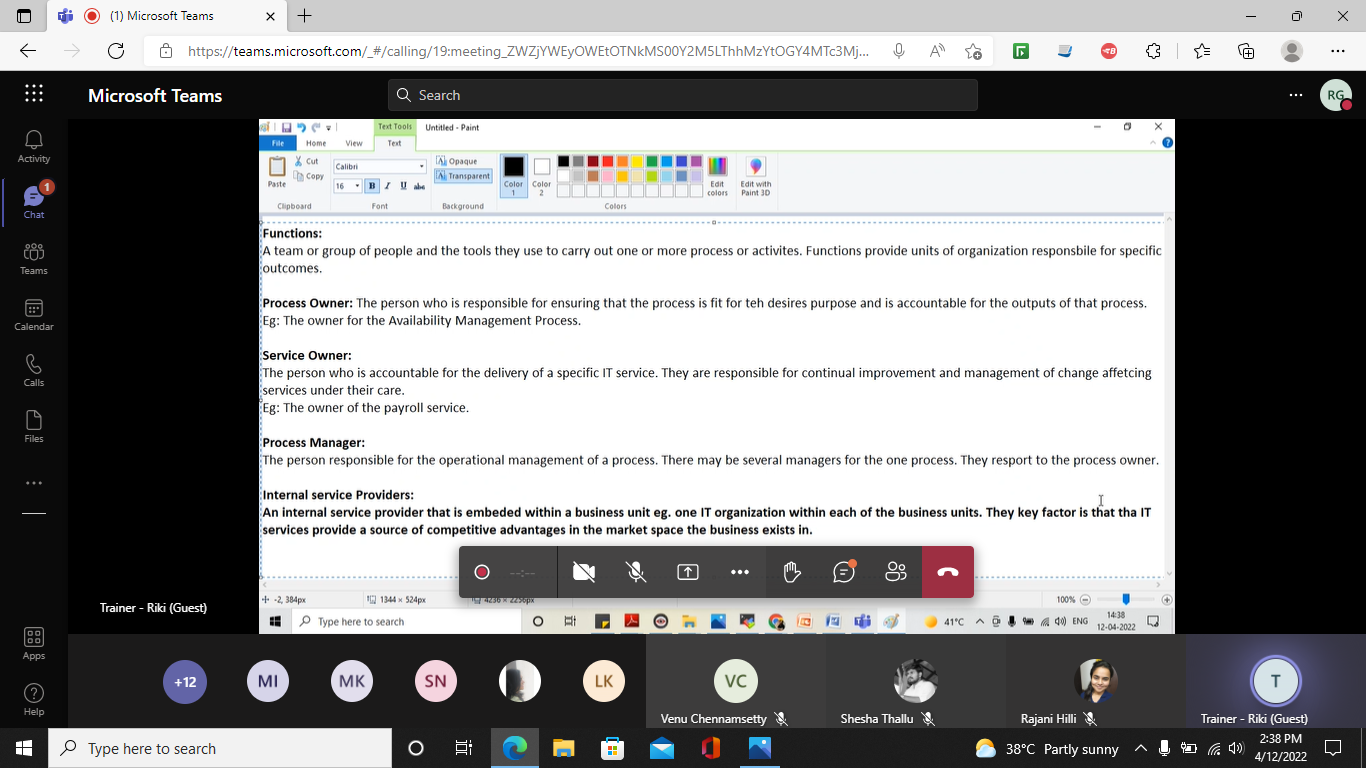 (1) Microsoft Teams
https://teams.microsoft.com/_#/calling/19:meeting_ZWZjYWEyOWEtOTNkMS00Y2M5LThhMzYtOGY4MTc3Mj...
Microsoft Teams
Search
RG
Activity
1
Chat
Teams
Calendar
Calls
Files
Apps
Help
Text Tools Untitled - Paint
File Home View Text
Paste Cut Copy
Clipboard
Calibri
16 B I U abc
Font
Opaque
Transparent
Background
Color 1
Color 2
Edit colors
Colors
Edit with Paint 3D
Functions:
A team or group of people and the tools they use to carry out one or more process or activites. Functions provide units of organization responsbile for specific
outcomes.
Process Owner: The person who is responsible for ensuring that the process is fit for teh desires purpose and is accountable for the outputs of that process.
Eg: The owner for the Availability Management Process.
Service Owner:
The person who is accountable for the delivery of a specific IT service. They are responsible for continual improvement and management of change affetcing
services under their care.
Eg: The owner of the payroll service.
Process Manager:
The person responsible for the operational management of a process. There may be several managers for the one process. They resport to the process owner.
Internal service Providers:
An internal service provider that is embeded within a business unit eg. one IT organization within each of the business units. They key factor is that tha IT
services provide a source of competitive advantages in the market space the business exists in.
--:--
-2, 384px 1344 × 524px 4236 × 2256px 100%
Trainer - Riki (Guest)
Type here to search 41°C ENG 14:38
12-04-2022
+12 MI MK SN LK VC T
Venu Chennamsetty Shesha Thallu Rajani Hilli Trainer - Riki (Guest)
Type here to search 38°C Partly sunny 2:38 PM
4/12/2022